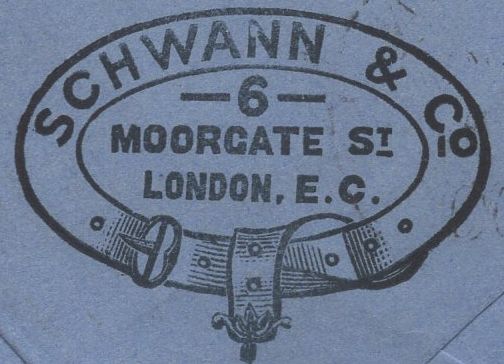 SCHWANN & Co
— 6 —
MOORGATE ST
LONDON, E.C.